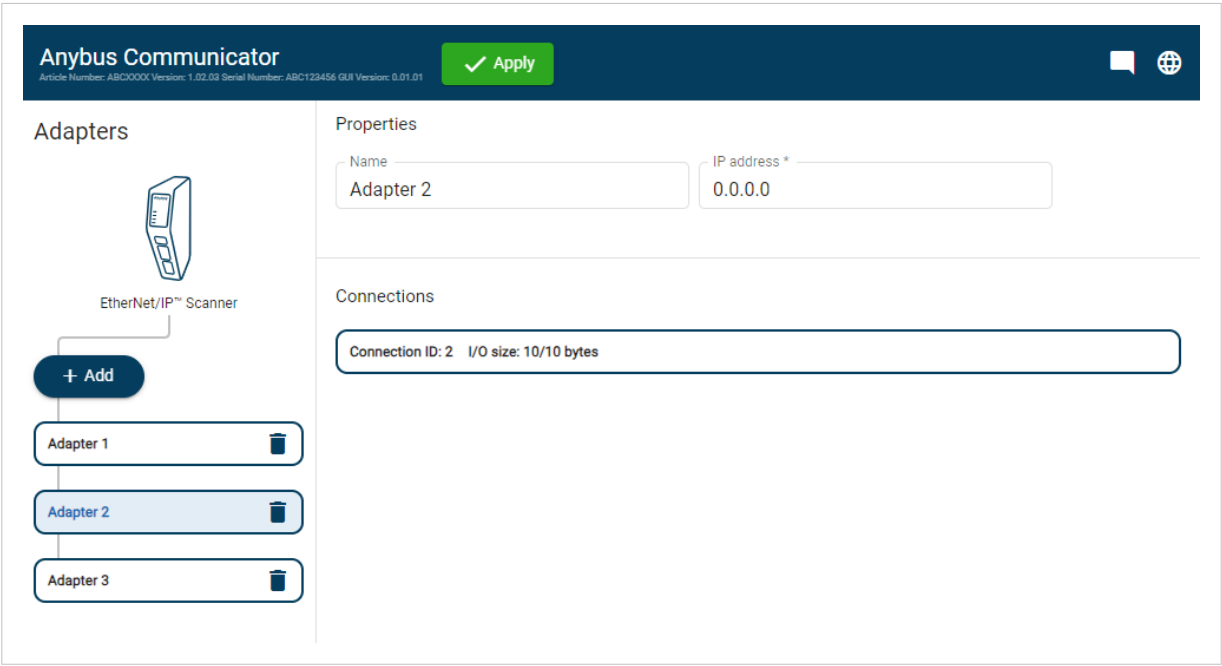 Anybus Communicator
Article Number: ABCXXXX Version: 1.02.03 Serial Number: ABC123456 GUI Version: 0.01.01
Apply
Adapters
EtherNet/IP™ Scanner
+ Add
Adapter 1
Adapter 2
Adapter 3
Properties
Name
Adapter 2
IP address *
0.0.0.0
Connections
Connection ID: 2 I/O size: 10/10 bytes